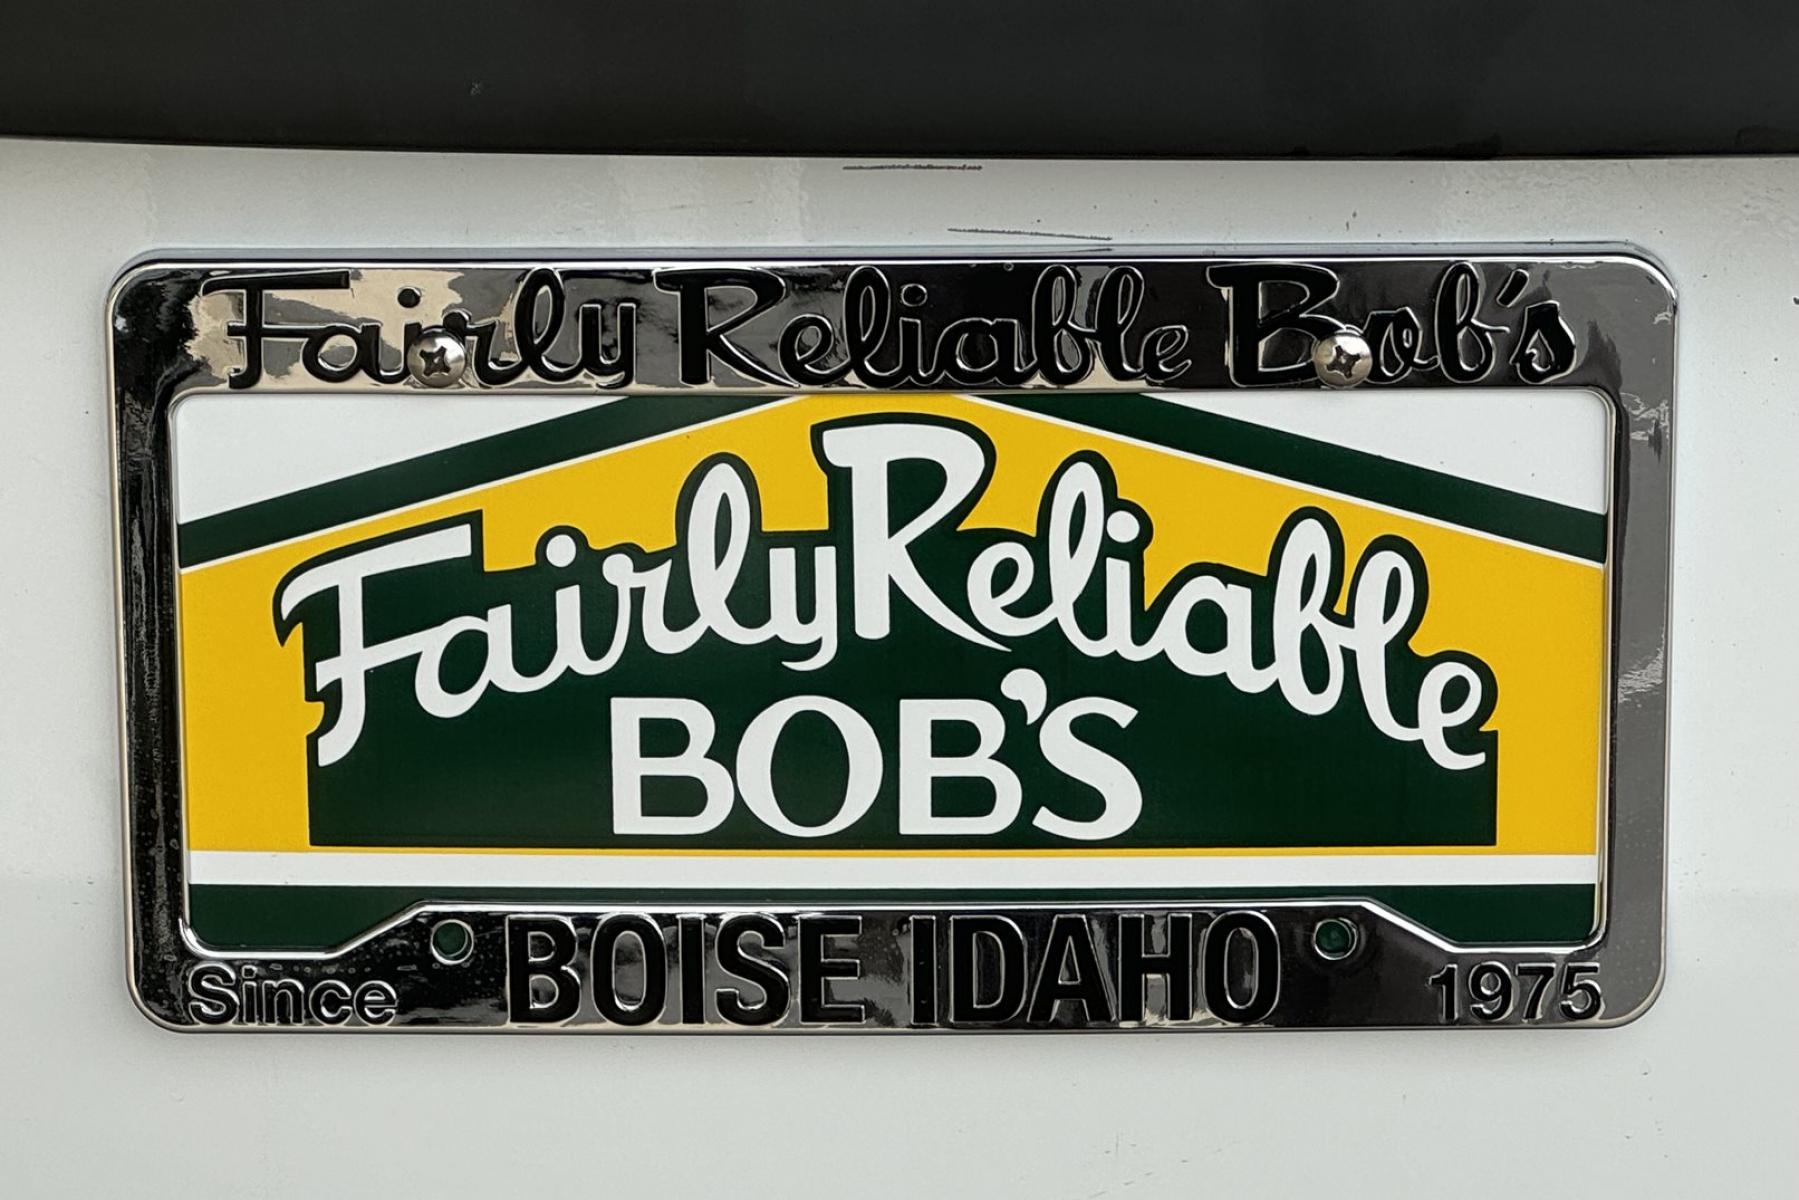 Fairly Reliable Bob's
Fairly Reliable
BOB'S
Since BOISE IDAHO 1975